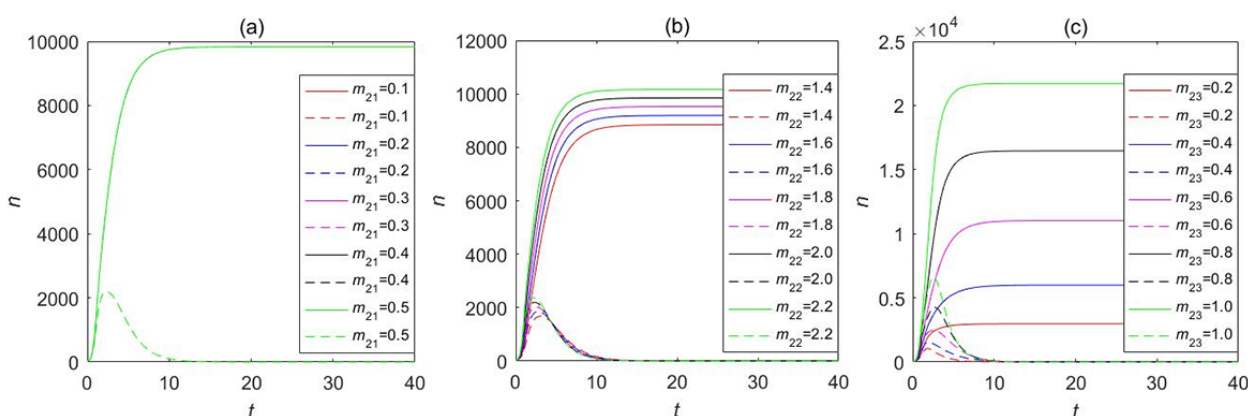 (a)
10000
8000
6000
4000
2000
0
n
0 10 20 30 40
t
m21=0.1
m21=0.1
m21=0.2
m21=0.2
m21=0.3
m21=0.3
m21=0.4
m21=0.4
m21=0.5
m21=0.5
(b)
12000
10000
8000
6000
4000
2000
0
n
0 10 20 30 40
t
m22=1.4
m22=1.4
m22=1.6
m22=1.6
m22=1.8
m22=1.8
m22=2.0
m22=2.0
m22=2.2
m22=2.2
(c)
×10^4
2.5
2
1.5
1
0.5
0
n
0 10 20 30 40
t
m23=0.2
m23=0.2
m23=0.4
m23=0.4
m23=0.6
m23=0.6
m23=0.8
m23=0.8
m23=1.0
m23=1.0